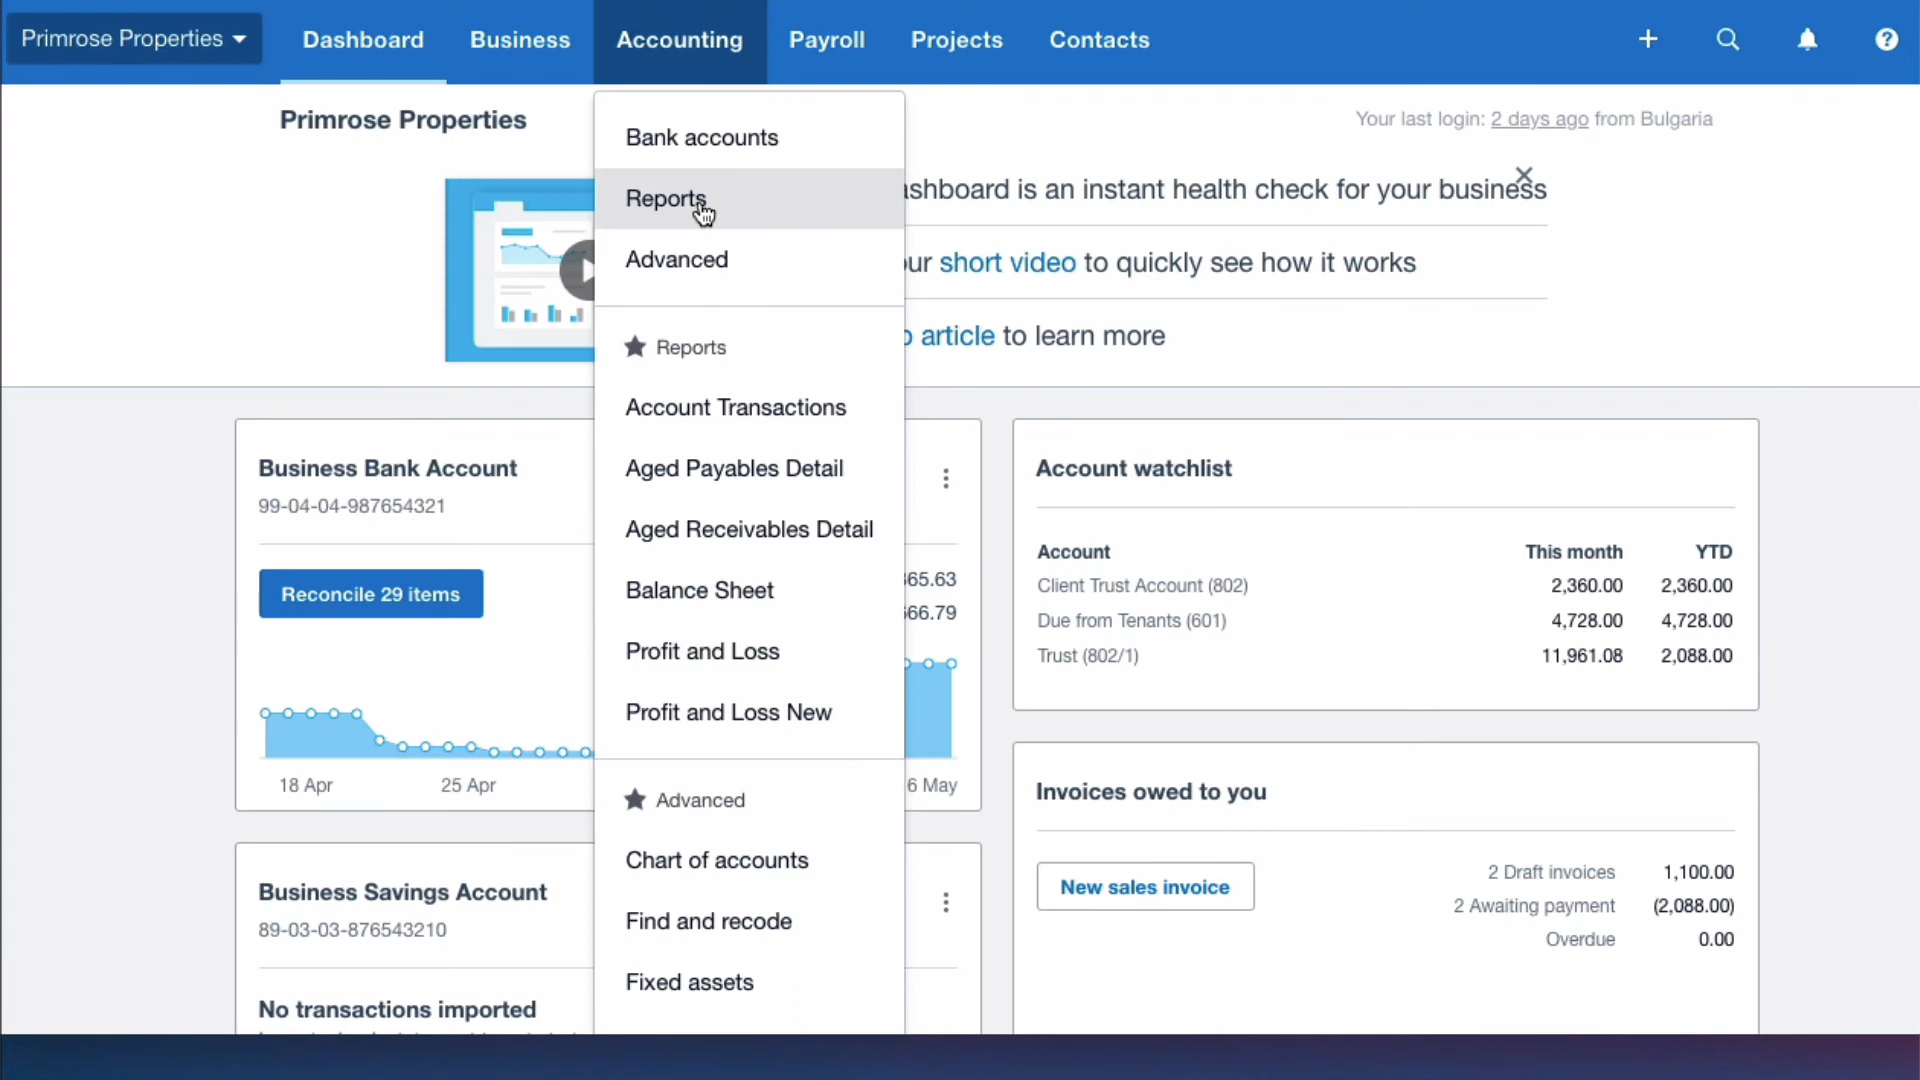 Primrose Properties
Dashboard
Business
Accounting
Payroll
Projects
Contacts
Primrose Properties
Your last login: 2 days ago from Bulgaria
Bank accounts
Reports
Advanced
Reports
Account Transactions
Aged Payables Detail
Aged Receivables Detail
Balance Sheet
Profit and Loss
Profit and Loss New
Advanced
Chart of accounts
Find and recode
Fixed assets
ashboard is an instant health check for your business
our short video to quickly see how it works
article to learn more
Business Bank Account
99-04-04-987654321
Reconcile 29 items
65.63
66.79
18 Apr
25 Apr
6 May
Business Savings Account
89-03-03-876543210
No transactions imported
Account watchlist
Account This month YTD
Client Trust Account (802) 2,360.00 2,360.00
Due from Tenants (601) 4,728.00 4,728.00
Trust (802/1) 11,961.08 2,088.00
Invoices owed to you
New sales invoice
2 Draft invoices 1,100.00
2 Awaiting payment (2,088.00)
Overdue 0.00